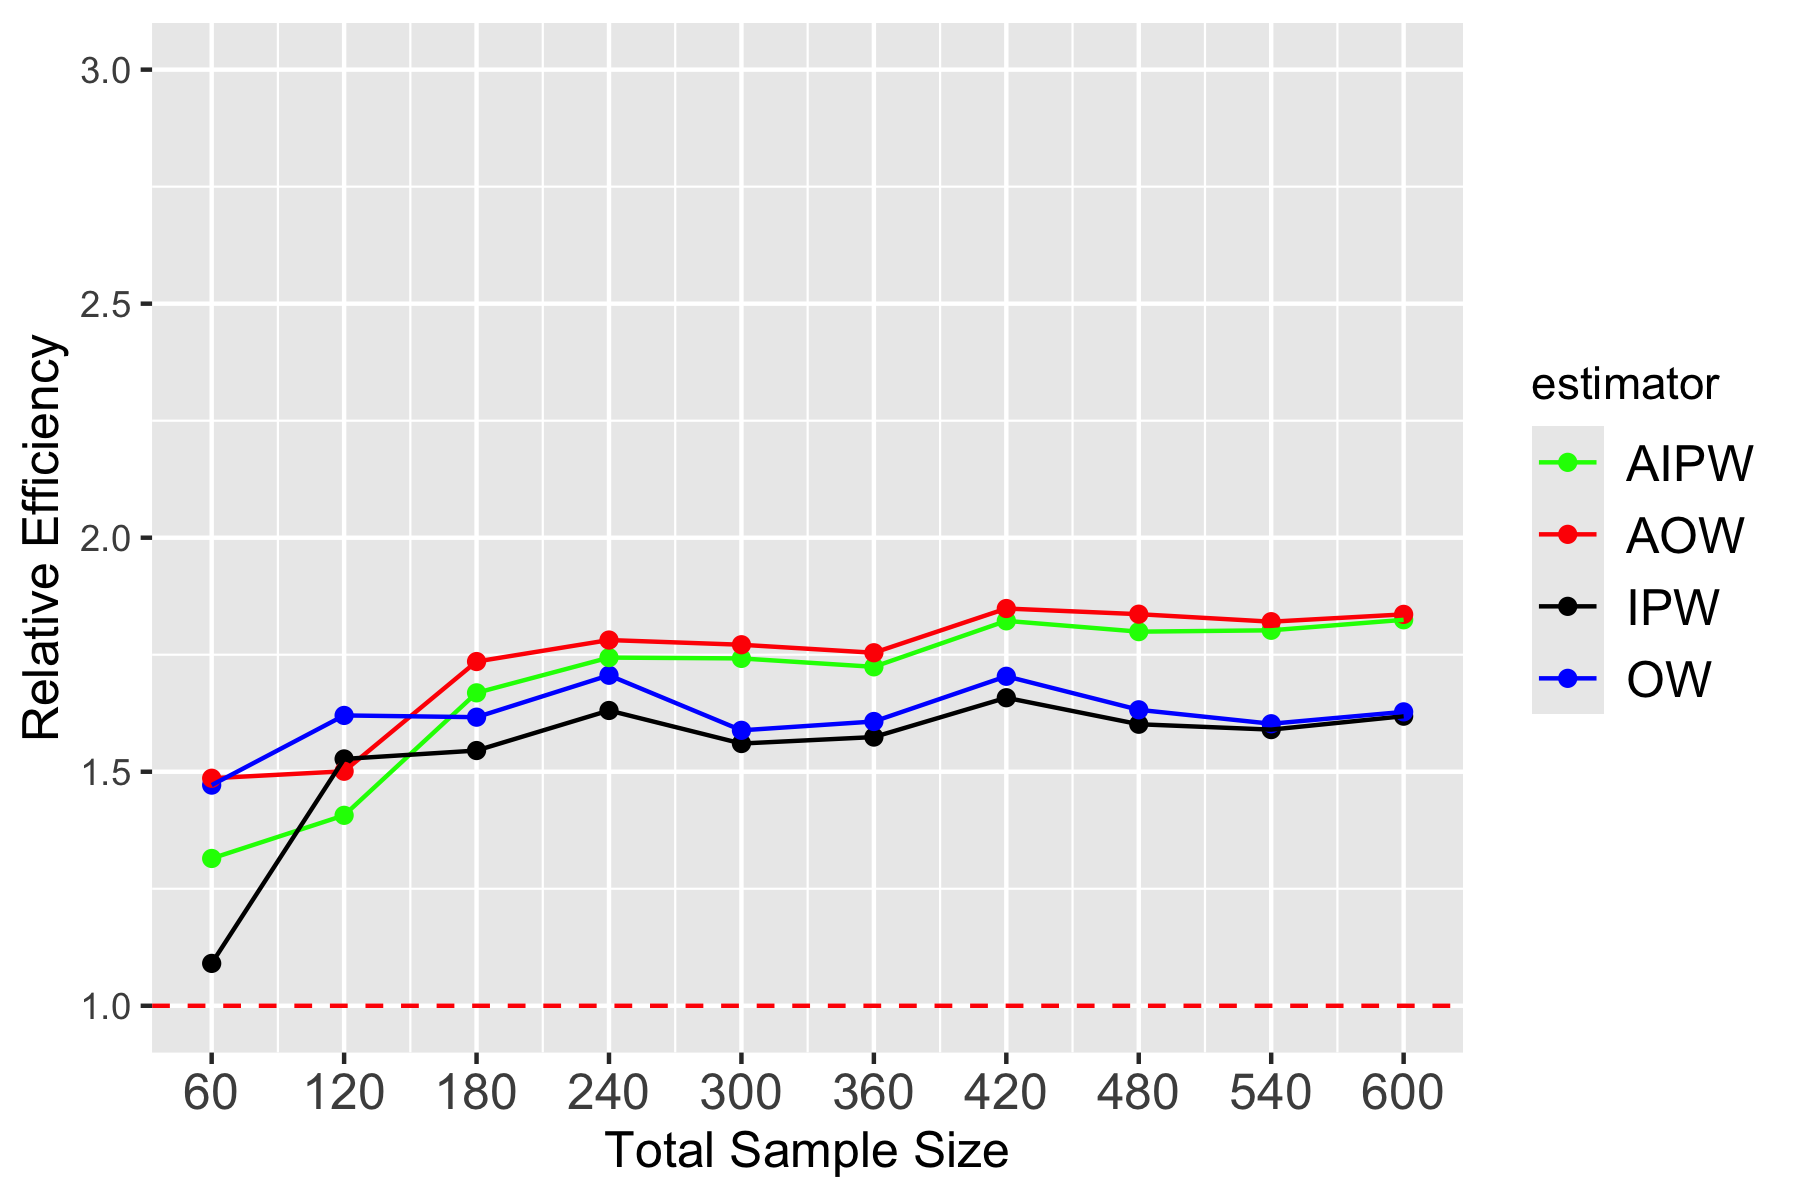 3.0
2.5
2.0
1.5
1.0
Relative Efficiency
60 120 180 240 300 360 420 480 540 600
Total Sample Size
estimator
AIPW
AOW
IPW
OW